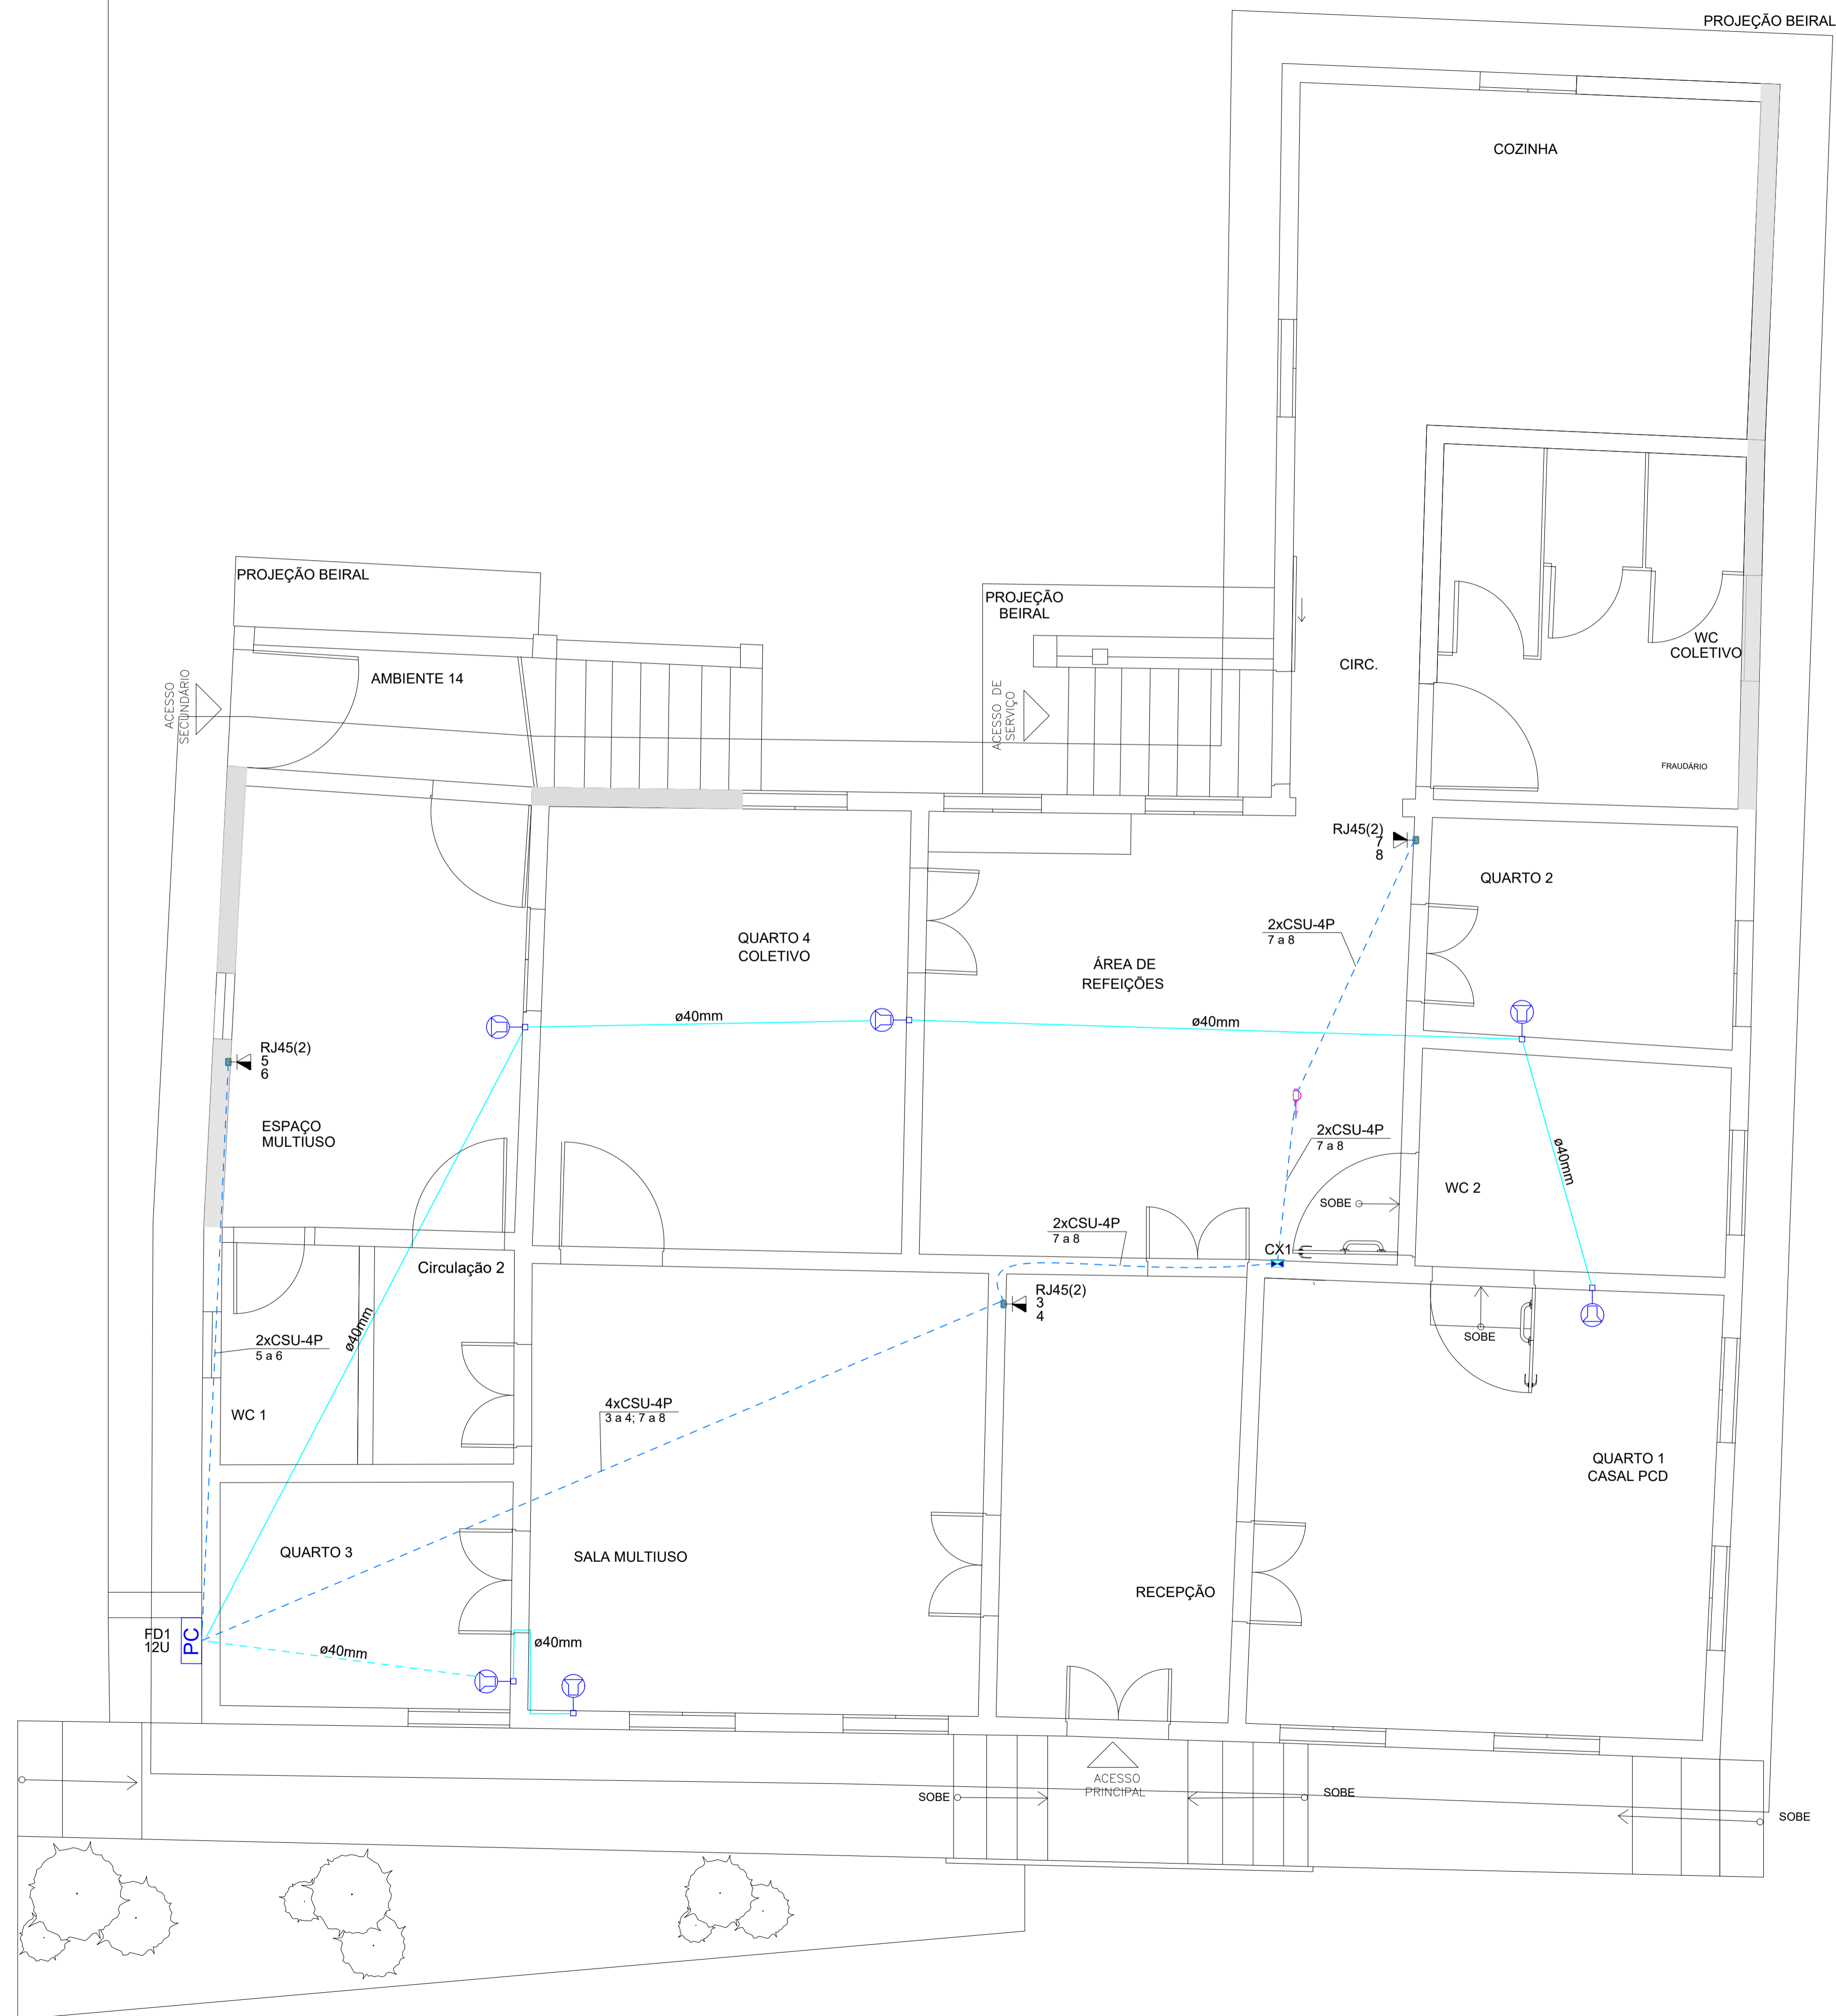 PROJEÇÃO BEIRAL
COZINHA
PROJEÇÃO BEIRAL
PROJEÇÃO
BEIRAL
WC
COLETIVO
CIRC.
AMBIENTE 14
ACESSO
SECUNDÁRIO
ACESSO DE
SERVIÇO
FRAUDÁRIO
RJ45(2)
7
8
QUARTO 2
2xCSU-4P
7 a 8
QUARTO 4
COLETIVO
ÁREA DE
REFEIÇÕES
ø40mm
ø40mm
RJ45(2)
5
6
ESPAÇO
MULTIUSO
2xCSU-4P
7 a 8
ø40mm
WC 2
SOBE
2xCSU-4P
7 a 8
CX1
Circulação 2
RJ45(2)
3
4
SOBE
ø40mm
2xCSU-4P
5 a 6
WC 1
4xCSU-4P
3 a 4; 7 a 8
QUARTO 1
CASAL PCD
QUARTO 3
SALA MULTIUSO
RECEPÇÃO
FD1
12U
PC
ø40mm
ø40mm
ACESSO
PRINCIPAL
SOBE
SOBE
SOBE